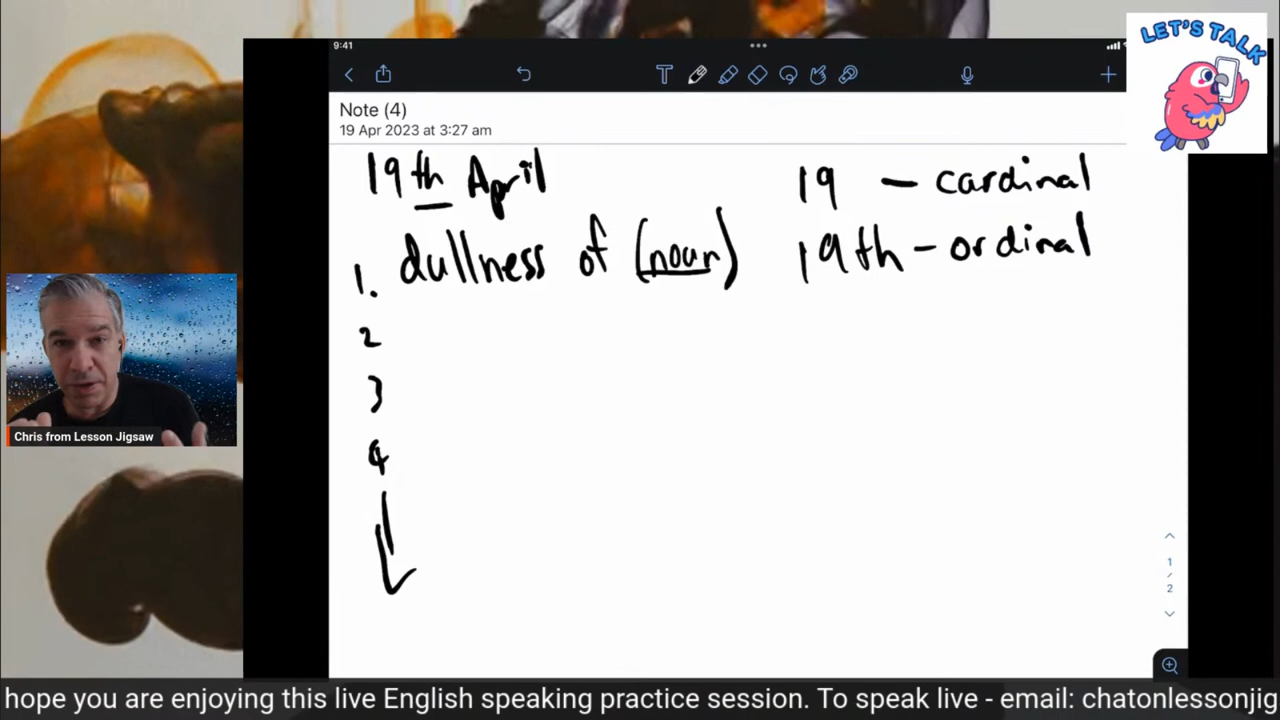 9:41
LET'S TALK
Note (4)
19 Apr 2023 at 3:27 am
19th April
19 - cardinal
1. dullness of (noun)
19th - ordinal
2
3
4
Chris from Lesson Jigsaw
1
/
2
hope you are enjoying this live English speaking practice session. To speak live - email: chatonlessonjig